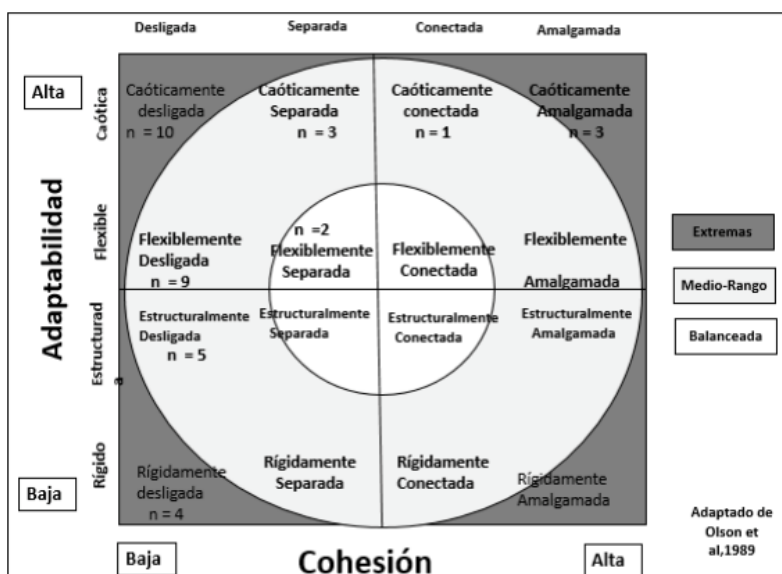 Desligada
Separada
Conectada
Amalgamada
Alta
Caótica
Caóticamente
desligada
n = 10
Caóticamente
Separada
n = 3
Caóticamente
conectada
n = 1
Caóticamente
Amalgamada
n = 3
Adaptabilidad
Flexible
Flexiblemente
Desligada
n = 9
n =2
Flexiblemente
Separada
Flexiblemente
Conectada
Flexiblemente
Amalgamada
Extremas
Medio-Rango
Balanceada
Estructurad
a
Estructuralmente
Desligada
n = 5
Estructuralmente
Separada
Estructuralmente
Conectada
Estructuralmente
Amalgamada
Baja
Rígido
Rígidamente
desligada
n = 4
Rígidamente
Separada
Rígidamente
Conectada
Rígidamente
Amalgamada
Adaptado de
Olson et
al,1989
Baja
Cohesión
Alta